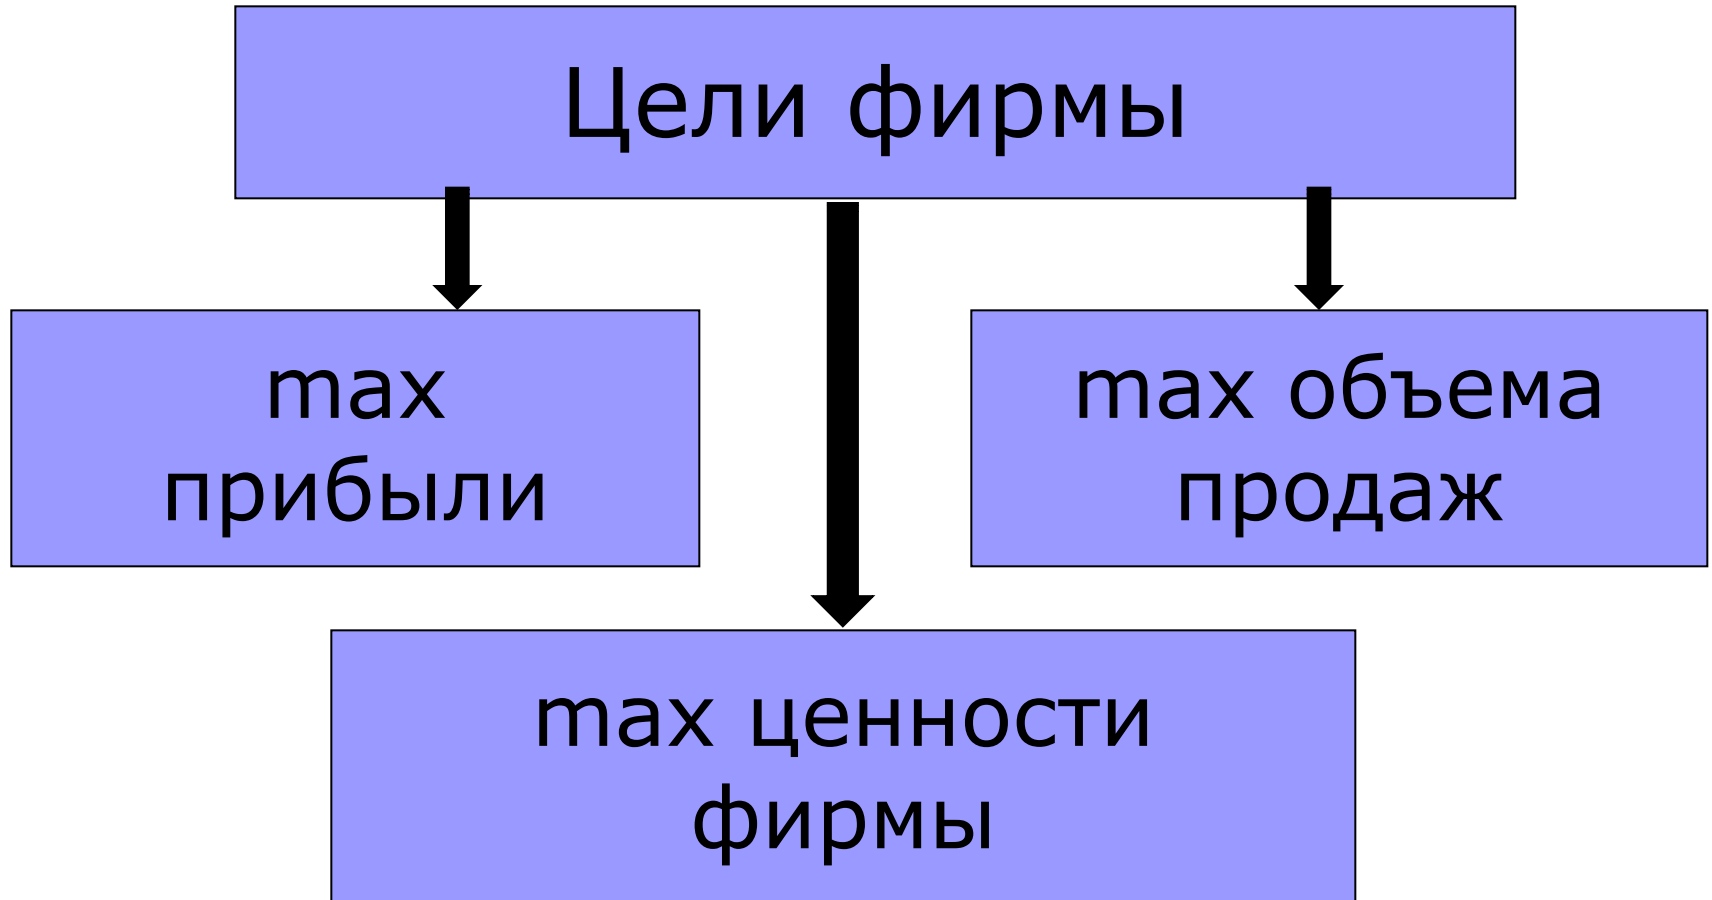 Цели фирмы
max
прибыли
max объема
продаж
max ценности
фирмы